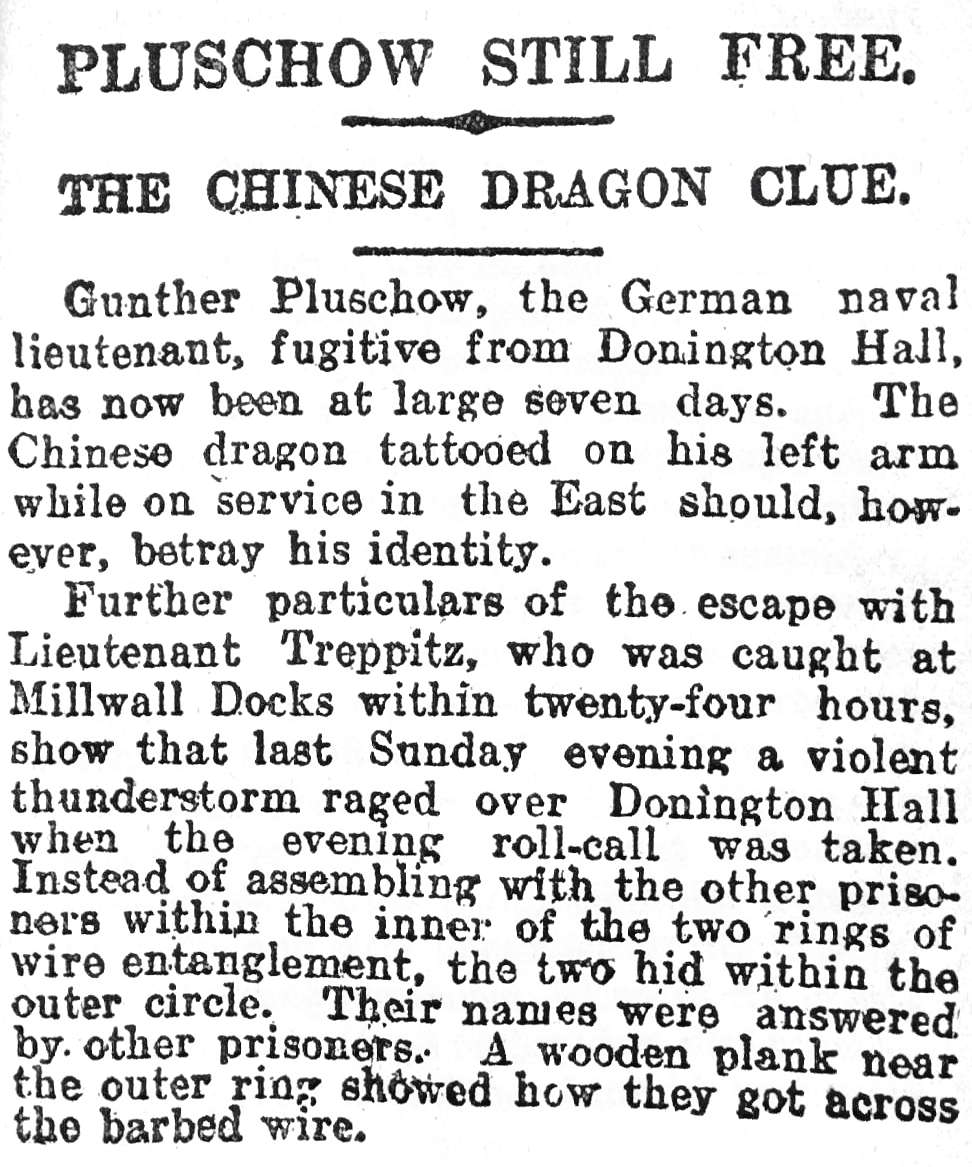 PLUSCHOW STILL FREE.
THE CHINESE DRAGON CLUE.
Gunther Pluschow, the German naval
lieutenant, fugitive from Donington Hall,
has now been at large seven days. The
Chinese dragon tattooed on his left arm
while on service in the East should, how-
ever, betray his identity.
Further particulars of the escape with
Lieutenant Treppitz, who was caught at
Millwall Docks within twenty-four hours,
show that last Sunday evening a violent
thunderstorm raged over Donington Hall
when the evening roll-call was taken.
Instead of assembling with the other priso-
ners within the inner of the two rings of
wire entanglement, the two hid within the
outer circle. Their names were answered
by other prisoners. A wooden plank near
the outer ring showed how they got across
the barbed wire.